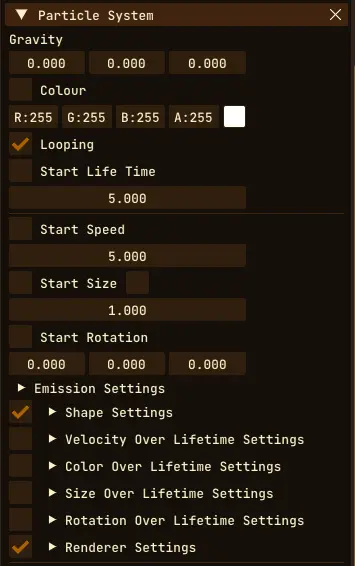 Particle System
Gravity
0.000 0.000 0.000
Colour
R:255 G:255 B:255 A:255
Looping
Start Life Time
5.000
Start Speed
5.000
Start Size
1.000
Start Rotation
0.000 0.000 0.000
Emission Settings
Shape Settings
Velocity Over Lifetime Settings
Color Over Lifetime Settings
Size Over Lifetime Settings
Rotation Over Lifetime Settings
Renderer Settings